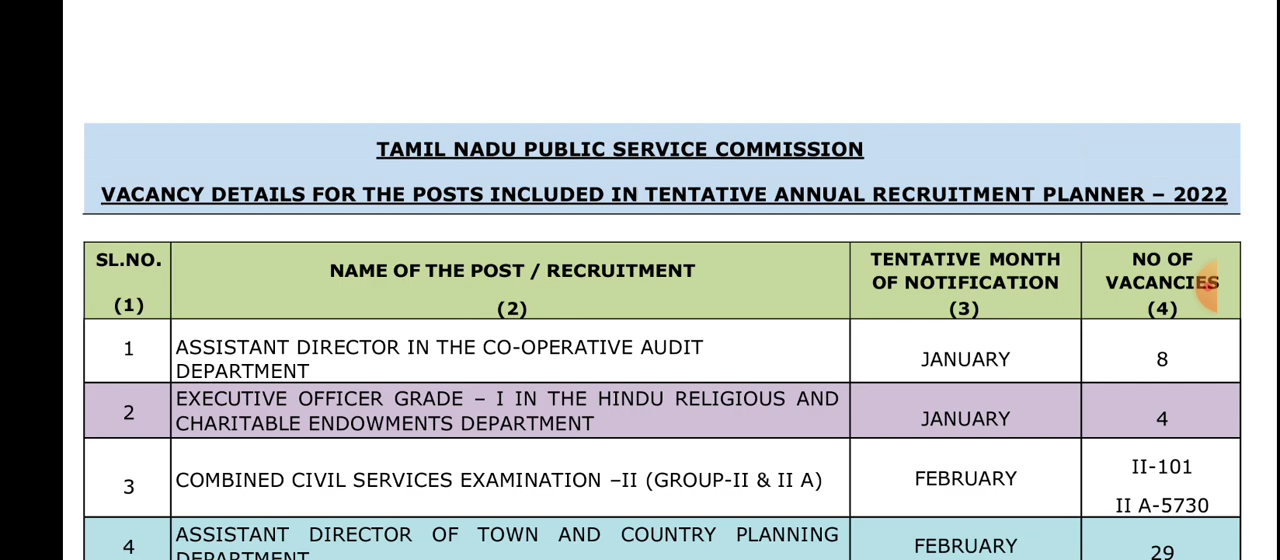 TAMIL NADU PUBLIC SERVICE COMMISSION
VACANCY DETAILS FOR THE POSTS INCLUDED IN TENTATIVE ANNUAL RECRUITMENT PLANNER – 2022
SL.NO.
(1)
NAME OF THE POST / RECRUITMENT
(2)
TENTATIVE MONTH
OF NOTIFICATION
(3)
NO OF
VACANCIES
(4)
1
ASSISTANT DIRECTOR IN THE CO-OPERATIVE AUDIT
DEPARTMENT
JANUARY
8
2
EXECUTIVE OFFICER GRADE – I IN THE HINDU RELIGIOUS AND
CHARITABLE ENDOWMENTS DEPARTMENT
JANUARY
4
3
COMBINED CIVIL SERVICES EXAMINATION –II (GROUP-II & II A)
FEBRUARY
II-101
II A-5730
4
ASSISTANT DIRECTOR OF TOWN AND COUNTRY PLANNING
DEPARTMENT
FEBRUARY
29